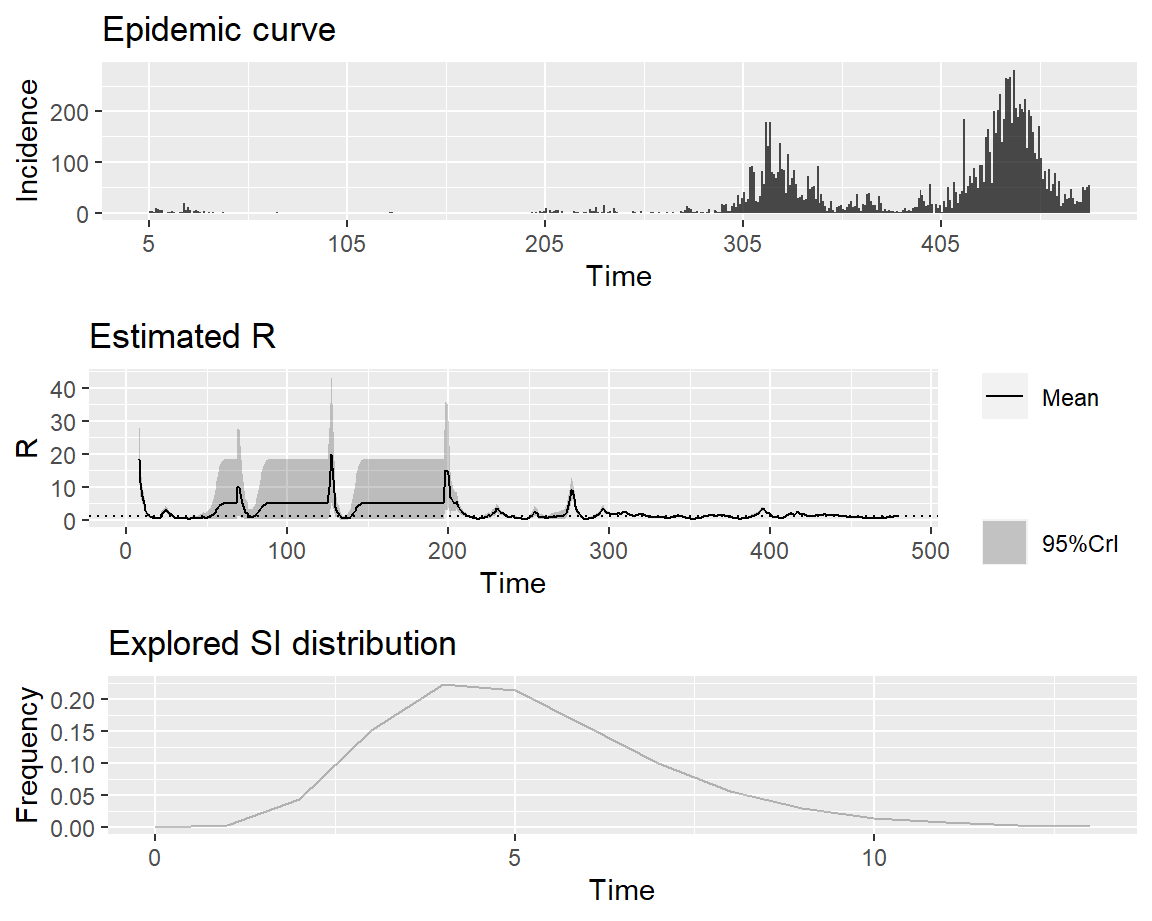 Epidemic curve
Incidence
200
100
0
5 105 205 305 405
Time
Estimated R
R
40
30
20
10
0
0 100 200 300 400 500
Time
Mean
95%CrI
Explored SI distribution
Frequency
0.20
0.15
0.10
0.05
0.00
0 5 10
Time